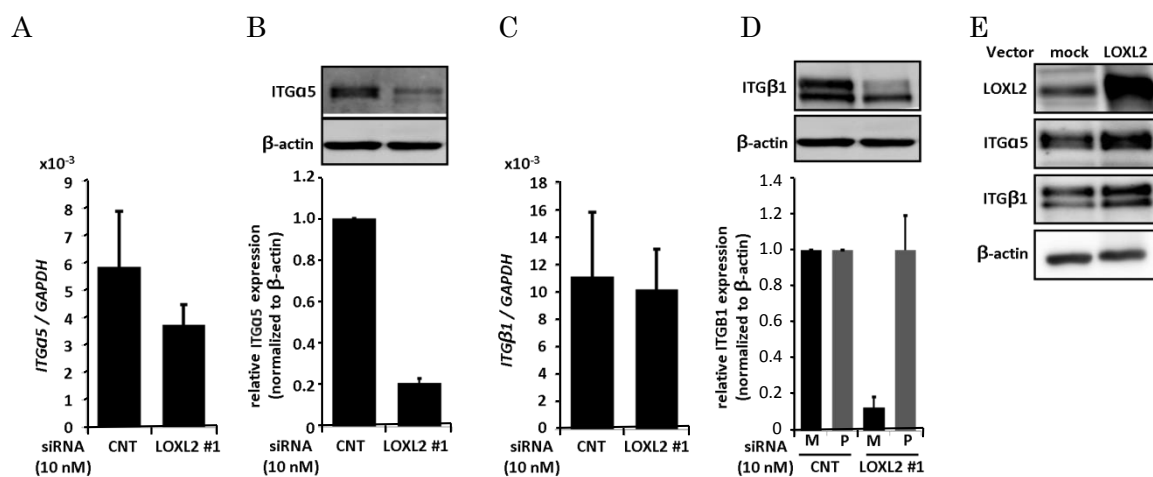 A
x10⁻³
9
8
7
6
5
4
3
2
1
0
ITGα5 / GAPDH
siRNA
(10 nM)
CNT
LOXL2 #1
B
ITGα5
β-actin
1.2
1.0
0.8
0.6
0.4
0.2
0.0
relative ITGα5 expression
(normalized to β-actin)
siRNA
(10 nM)
CNT
LOXL2 #1
C
x10⁻³
18
16
14
12
10
8
6
4
2
0
ITGβ1 / GAPDH
siRNA
(10 nM)
CNT
LOXL2 #1
D
ITGβ1
β-actin
1.4
1.2
1.0
0.8
0.6
0.4
0.2
0.0
relative ITGB1 expression
(normalized to β-actin)
siRNA
(10 nM)
M P M P
CNT LOXL2 #1
E
Vector mock LOXL2
LOXL2
ITGα5
ITGβ1
β-actin